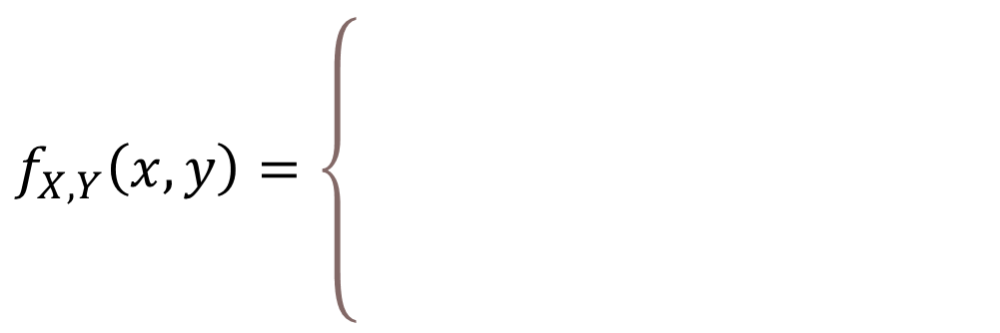 f_{X,Y}(x, y) = {